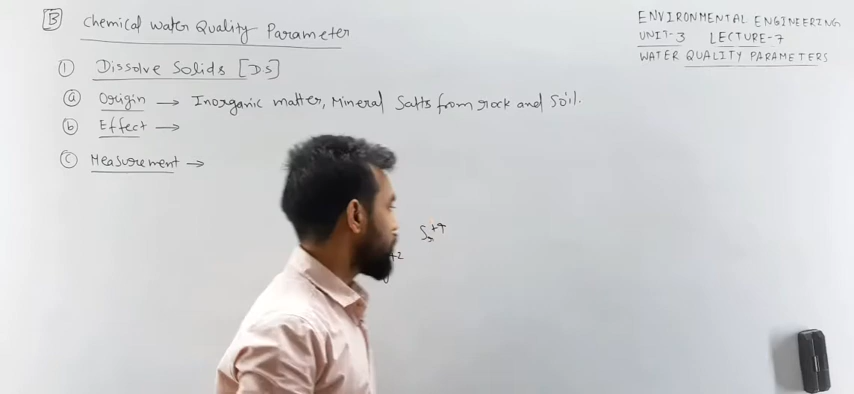 B Chemical Water Quality Parameter
ENVIRONMENTAL ENGINEERING
UNIT-3 LECTURE-7
WATER QUALITY PARAMETERS
1 Dissolve Solids [D.S]
a Origin → Inorganic matter, Mineral Salts from rock and Soil.
b Effect →
c Measurement →
+2